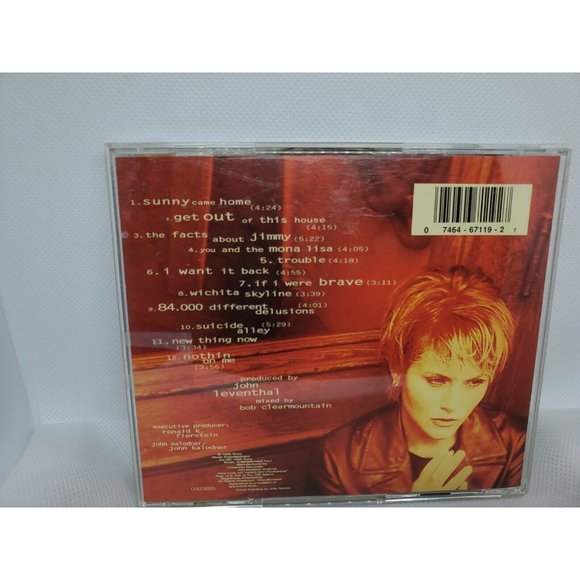 1.sunny came home (4:24)
2.get out of this house
(4:15)
3.the facts about jimmy (5:22)
4.you and the mona lisa (4:05)
5.trouble (4:18)
6.i want it back (4:55)
7.if i were brave (3:11)
8.wichita skyline (3:39)
9.84.000 different delusions (4:01)
10.suicide alley (5:29)
11.new thing now
(3:34)
12.nothin on me
(3:56)
produced by
john
leventhal
mixed by
bob clearmountain
executive producer:
ronald k.
fierstein
john kalodner:
john kalodner
COLUMBIA
0 7464-67119-2 7